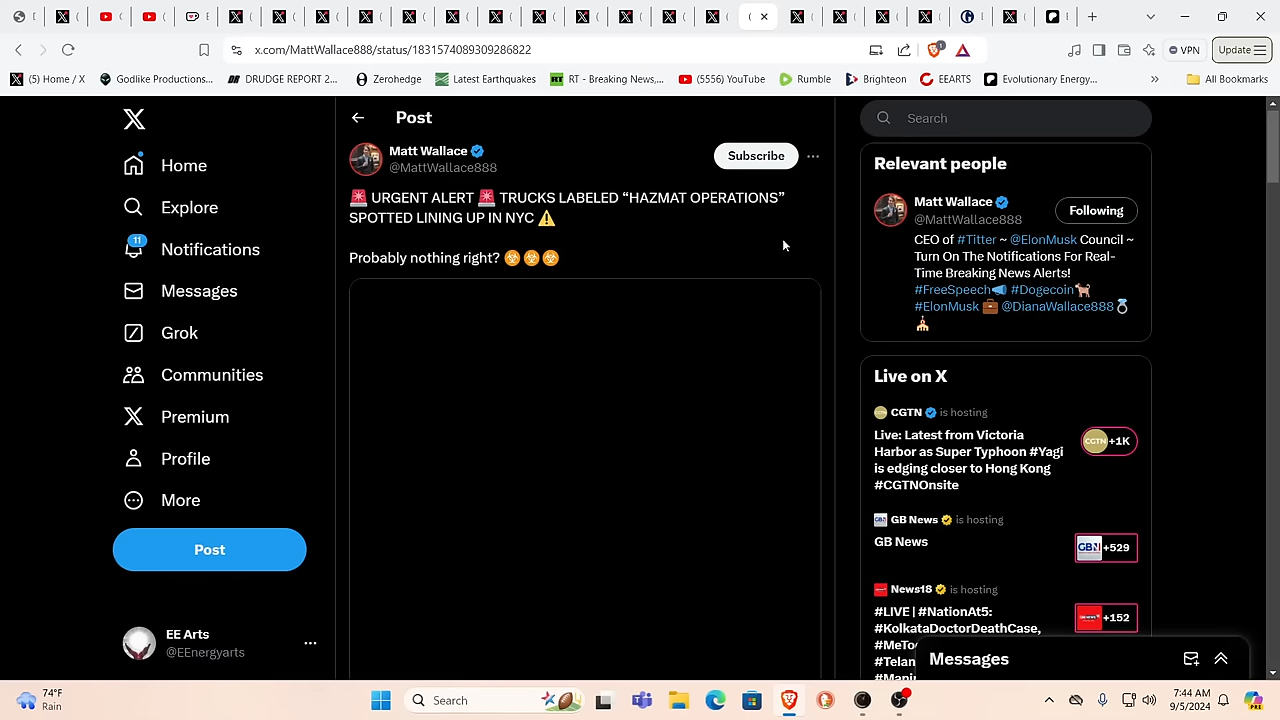 x.com/MattWallace888/status/1831574089309286822
VPN
Update
(5) Home / X
Godlike Productions...
DRUDGE REPORT 2...
Zerohedge
Latest Earthquakes
RT - Breaking News,...
(5556) YouTube
Rumble
Brighteon
EEARTS
Evolutionary Energy...
All Bookmarks
Home
Explore
11
Notifications
Messages
Grok
Communities
Premium
Profile
More
Post
EE Arts
@EEnergyarts
Post
Matt Wallace
@MattWallace888
Subscribe
🚨 URGENT ALERT 🚨 TRUCKS LABELED “HAZMAT OPERATIONS”
SPOTTED LINING UP IN NYC ⚠️
Probably nothing right? ☣️☣️☣️
Search
Relevant people
Matt Wallace
@MattWallace888
Following
CEO of #Titter ~ @ElonMusk Council ~
Turn On The Notifications For Real-
Time Breaking News Alerts!
#FreeSpeech📣 #Dogecoin🐕
#ElonMusk 💼 @DianaWallace888💍
Live on X
CGTN is hosting
Live: Latest from Victoria
Harbor as Super Typhoon #Yagi
is edging closer to Hong Kong
#CGTNOnsite
CGTN +1K
GB News is hosting
GB News
GBN +529
News18 is hosting
#LIVE | #NationAt5:
#KolkataDoctorDeathCase,
+152
Messages
74°F
Rain
Search
7:44 AM
9/5/2024
PRE